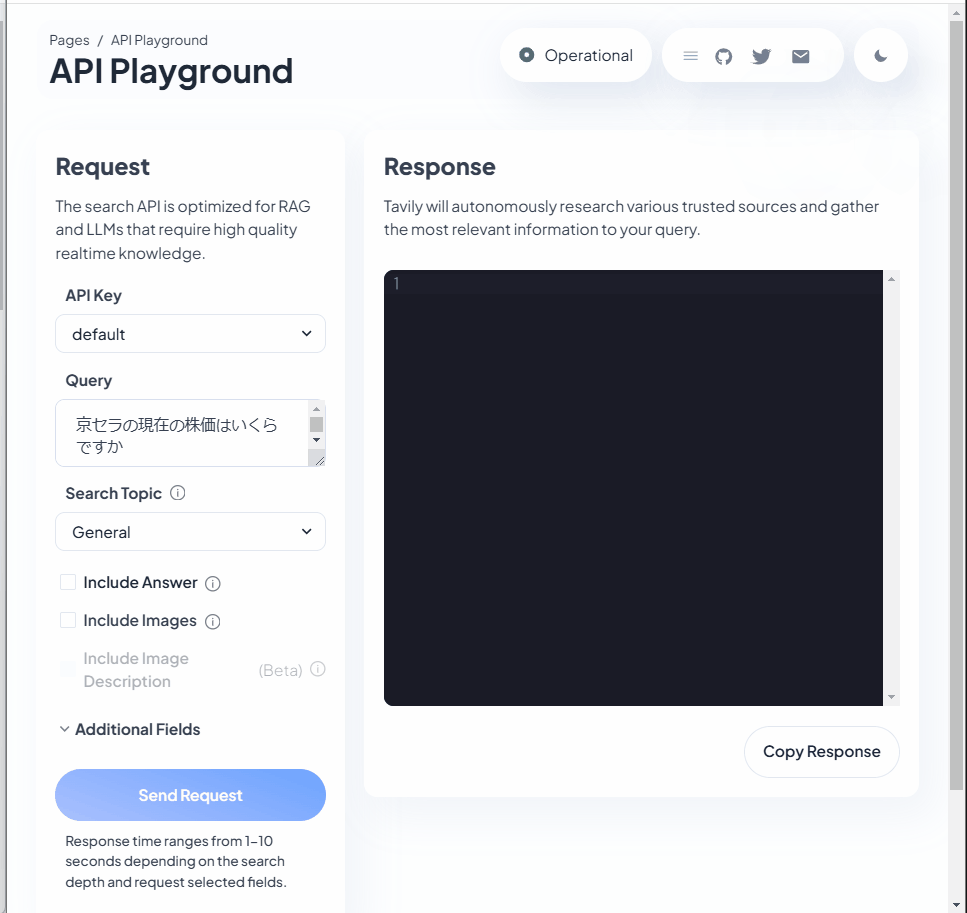 Pages / API Playground
API Playground
Operational
Request
The search API is optimized for RAG
and LLMs that require high quality
realtime knowledge.
API Key
default
Query
京セラの現在の株価はいくら
ですか
Search Topic
General
Include Answer
Include Images
Include Image
Description
(Beta)
Additional Fields
Send Request
Response time ranges from 1-10
seconds depending on the search
depth and request selected fields.
Response
Tavily will autonomously research various trusted sources and gather
the most relevant information to your query.
1
Copy Response